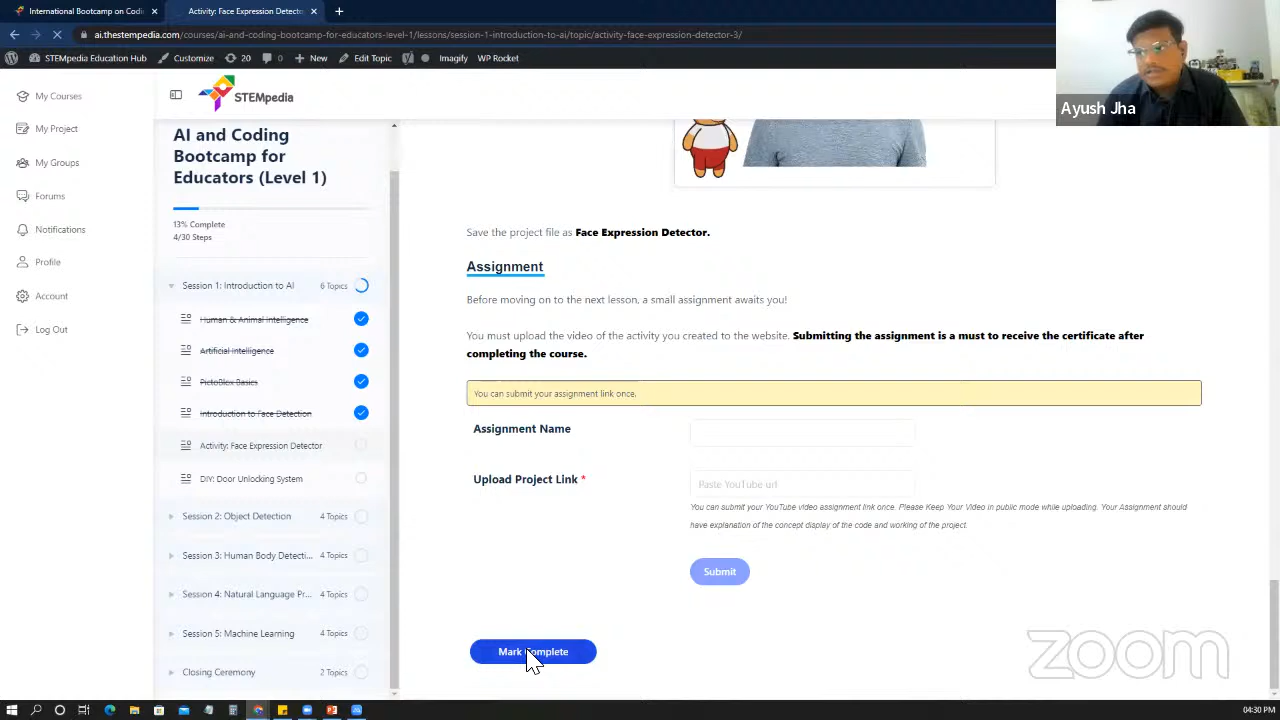 International Bootcamp on Codi
Activity: Face Expression Detecto
ai.thestempedia.com/courses/ai-and-coding-bootcamp-for-educators-level-1/lessons/session-1-introduction-to-ai/topic/activity-face-expression-detector-3/
STEMpedia Education Hub
Customize
20
0
New
Edit Topic
Imagify
WP Rocket
Ayush Jha
My Courses
My Project
My Groups
Forums
Notifications
Profile
Account
Log Out
STEMpedia
AI and Coding
Bootcamp for
Educators (Level 1)
13% Complete
4/30 Steps
Session 1: Introduction to AI 6 Topics
Human & Animal Intelligence
Artificial Intelligence
PictoBlox Basics
Introduction to Face Detection
Activity: Face Expression Detector
DIY: Door Unlocking System
Session 2: Object Detection 4 Topics
Session 3: Human Body Detecti... 4 Topics
Session 4: Natural Language Pr... 4 Topics
Session 5: Machine Learning 4 Topics
Closing Ceremony 2 Topics
Save the project file as Face Expression Detector.
Assignment
Before moving on to the next lesson, a small assignment awaits you!
You must upload the video of the activity you created to the website. Submitting the assignment is a must to receive the certificate after
completing the course.
You can submit your assignment link once.
Assignment Name
Upload Project Link *
Paste YouTube url
You can submit your YouTube video assignment link once. Please Keep Your Video in public mode while uploading. Your Assignment should
have explanation of the concept display of the code and working of the project.
Submit
Mark Complete
zoom
04:30 PM